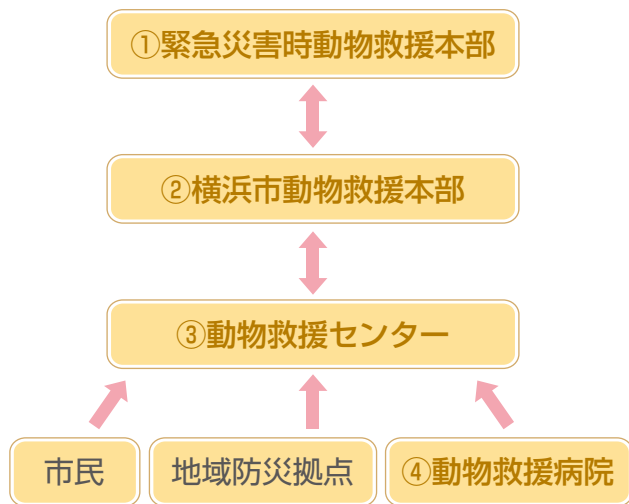 ①緊急災害時動物救援本部
②横浜市動物救援本部
③動物救援センター
市民
地域防災拠点
④動物救援病院